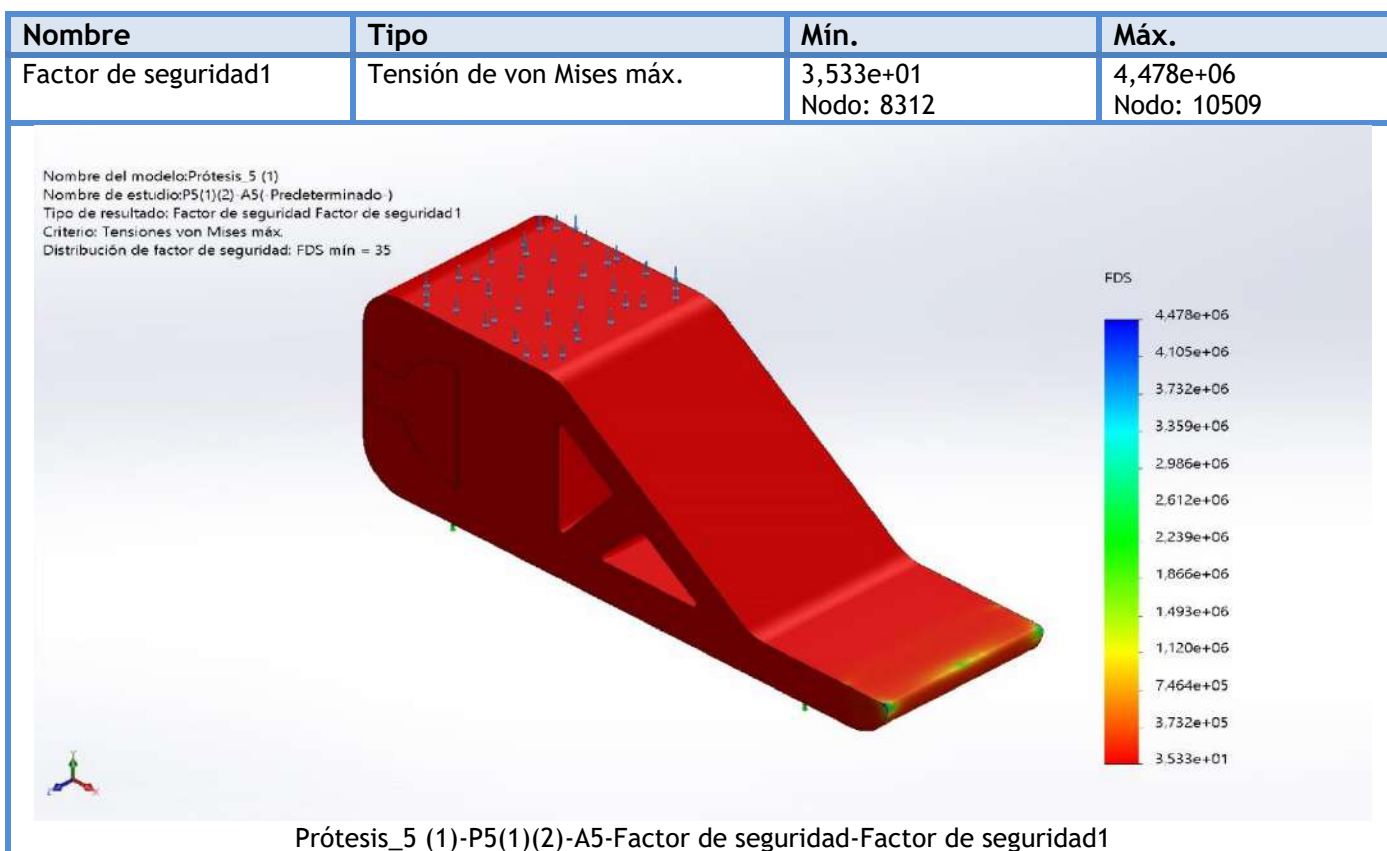 Nombre Tipo Mín. Máx.
Factor de seguridad1 Tensión de von Mises máx. 3,533e+01 4,478e+06
Nodo: 8312 Nodo: 10509
Nombre del modelo:Prótesis_5 (1)
Nombre de estudio:P5(1)(2)-A5(-Predeterminado-)
Tipo de resultado: Factor de seguridad Factor de seguridad1
Criterio: Tensiones von Mises máx.
Distribución de factor de seguridad: FDS mín = 35
FDS
4,478e+06
4,105e+06
3,732e+06
3,359e+06
2,986e+06
2,612e+06
2,239e+06
1,866e+06
1,493e+06
1,120e+06
7,464e+05
3,732e+05
3,533e+01
Prótesis_5 (1)-P5(1)(2)-A5-Factor de seguridad-Factor de seguridad1